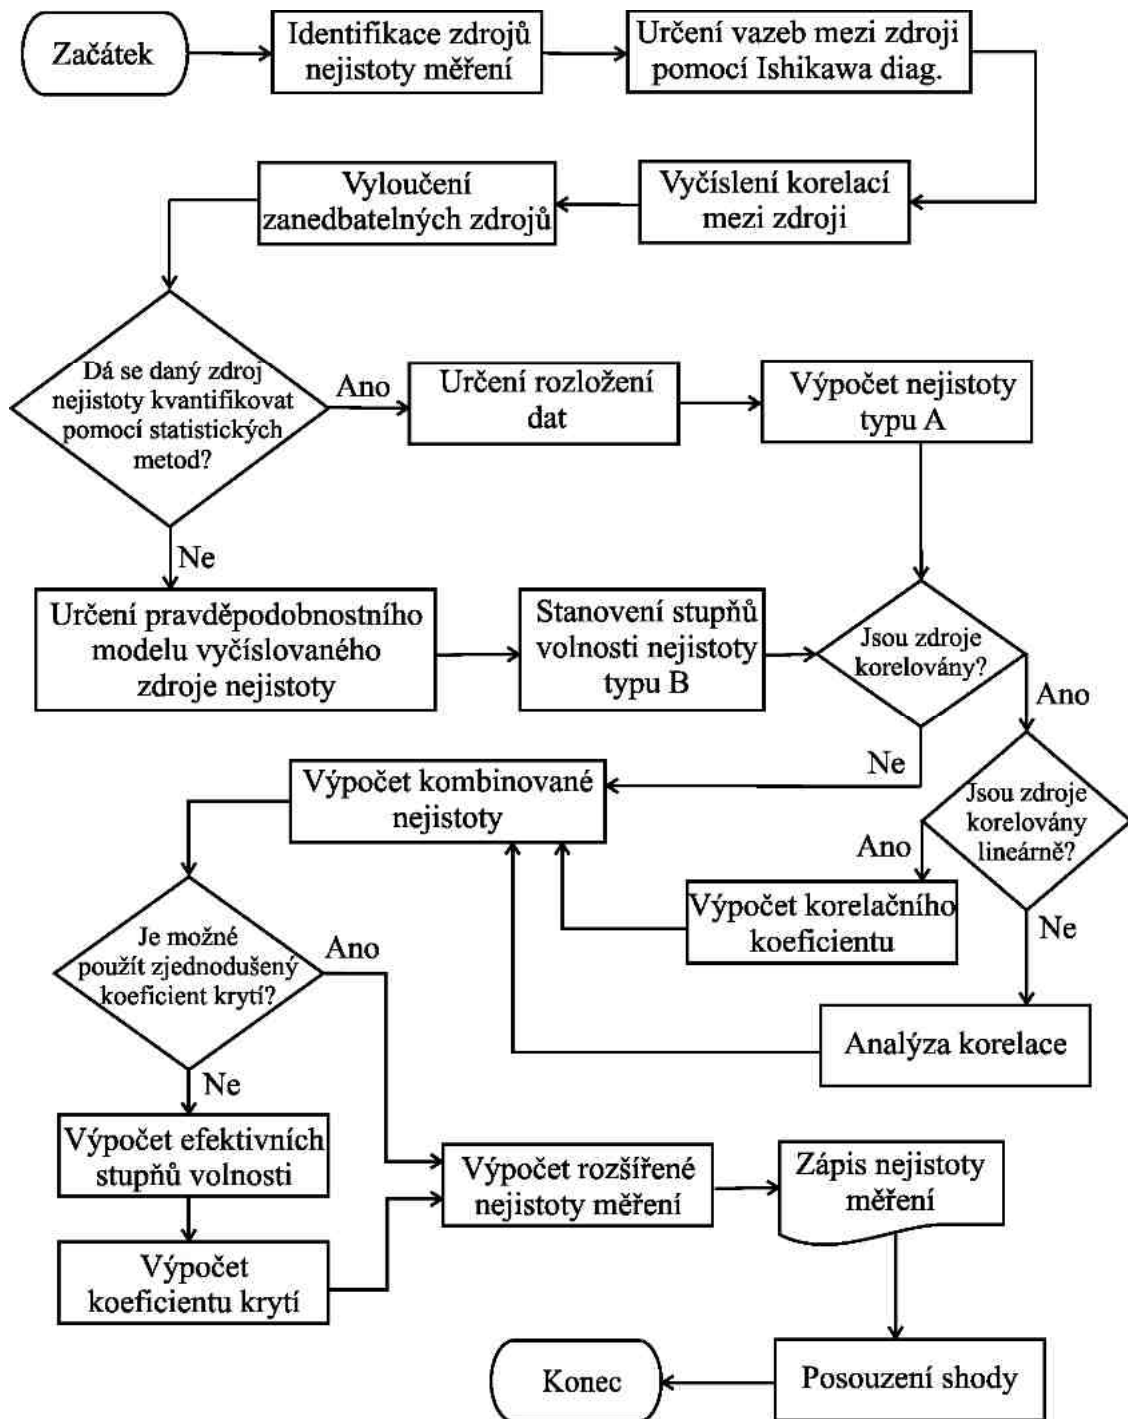 Začátek
Identifikace zdrojů
nejistoty měření
Určení vazeb mezi zdroji
pomocí Ishikawa diag.
Vyčíslení korelací
mezi zdroji
Vyloučení
zanedbatelných zdrojů
Dá se daný zdroj
nejistoty kvantifikovat
pomocí statistických
metod?
Ano
Určení rozložení
dat
Výpočet nejistoty
typu A
Ne
Určení pravděpodobnostního
modelu vyčíslovaného
zdroje nejistoty
Stanovení stupňů
volnosti nejistoty
typu B
Jsou zdroje
korelovány?
Ano
Ne
Jsou zdroje
korelovány
lineárně?
Ano
Ne
Výpočet korelačního
koeficientu
Analýza korelace
Výpočet kombinované
nejistoty
Je možné
použít zjednodušený
koeficient krytí?
Ano
Ne
Výpočet efektivních
stupňů volnosti
Výpočet
koeficientu krytí
Výpočet rozšířené
nejistoty měření
Zápis nejistoty
měření
Posouzení shody
Konec